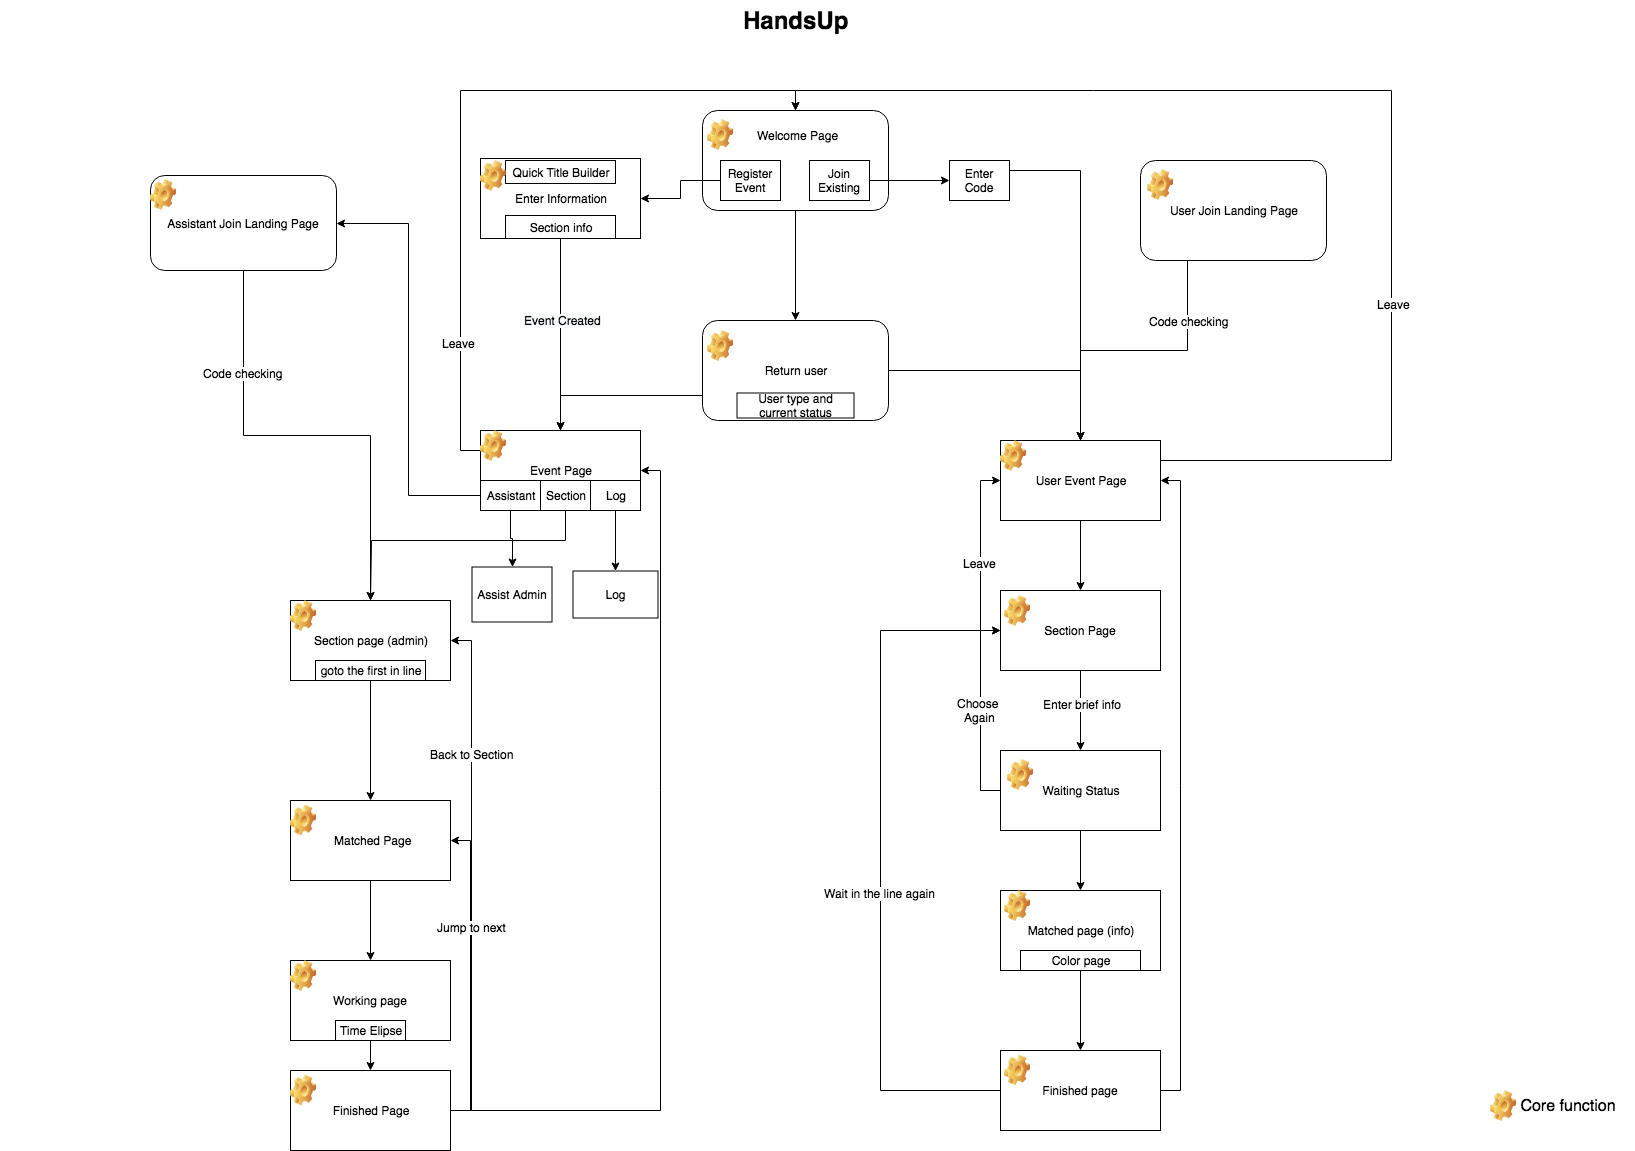 HandsUp
Welcome Page
Register
Event
Join
Existing
Enter
Code
Quick Title Builder
Enter Information
Section info
Assistant Join Landing Page
User Join Landing Page
Leave
Event Created
Code checking
Leave
Code checking
Return user
User type and
current status
Event Page
Assistant
Section
Log
User Event Page
Leave
Assist Admin
Log
Section page (admin)
goto the first in line
Section Page
Choose
Again
Enter brief info
Back to Section
Waiting Status
Matched Page
Wait in the line again
Jump to next
Matched page (info)
Color page
Working page
Time Elipse
Finished page
Finished Page
Core function